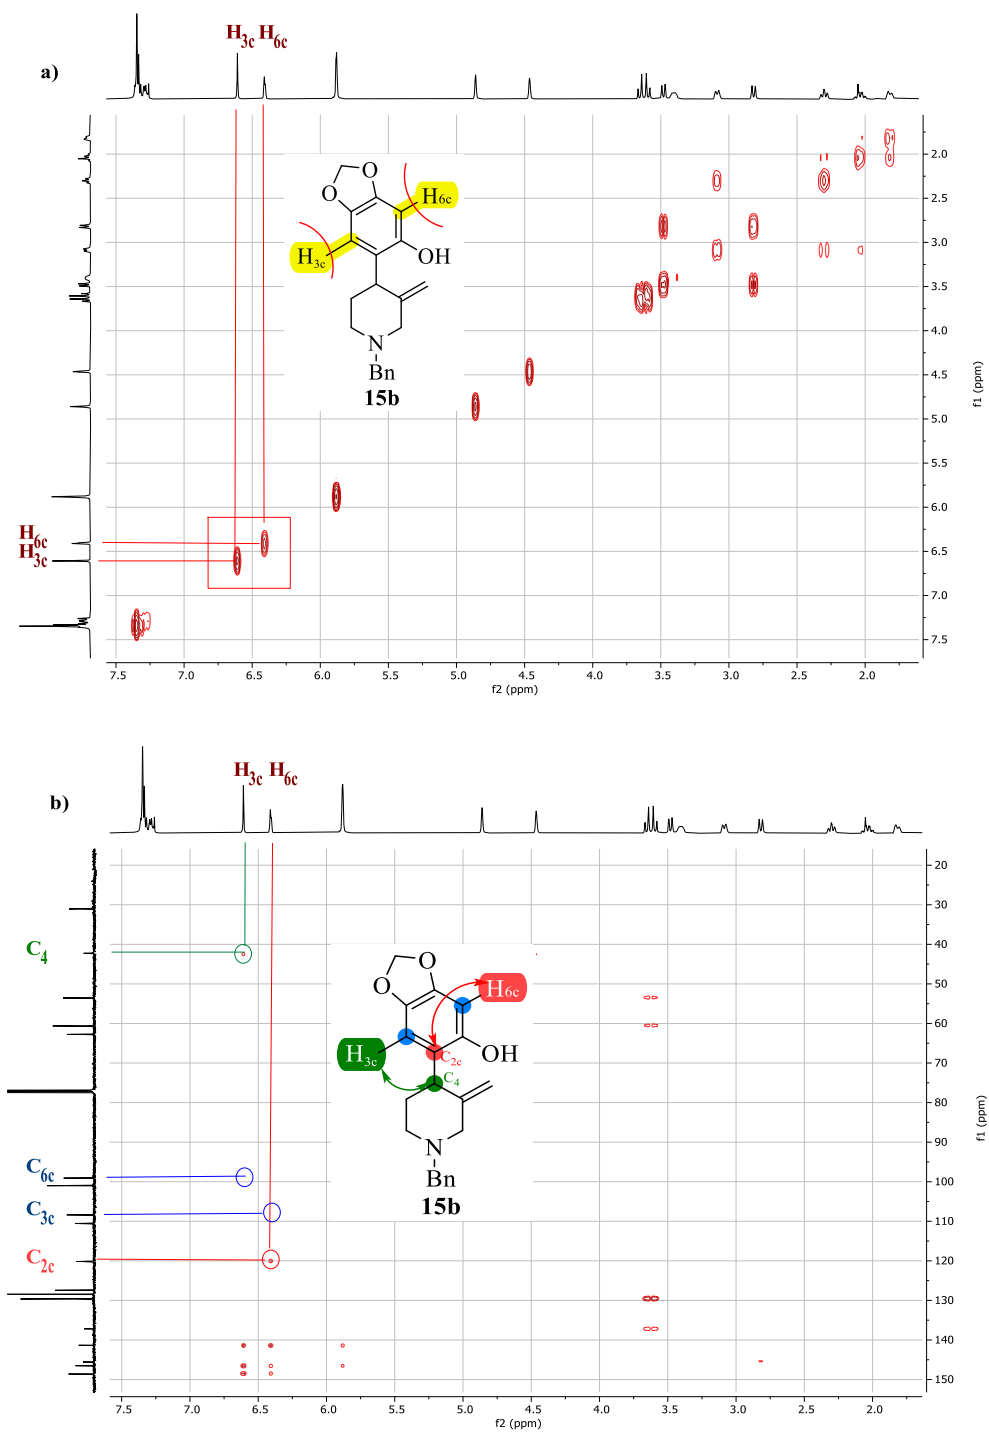 a)
H3c H6c
O
O
H6c
H3c
OH
N
Bn
15b
2.0
2.5
3.0
3.5
4.0
4.5
5.0
5.5
6.0
6.5
7.0
7.5
f1 (ppm)
H6c
H3c
7.5 7.0 6.5 6.0 5.5 5.0 4.5 4.0 3.5 3.0 2.5 2.0
f2 (ppm)
b)
H3c H6c
C4
C6c
C3c
C2c
O
O
H6c
H3c
OH
C2c
C4
N
Bn
15b
20
30
40
50
60
70
80
90
100
110
120
130
140
150
f1 (ppm)
7.5 7.0 6.5 6.0 5.5 5.0 4.5 4.0 3.5 3.0 2.5 2.0
f2 (ppm)